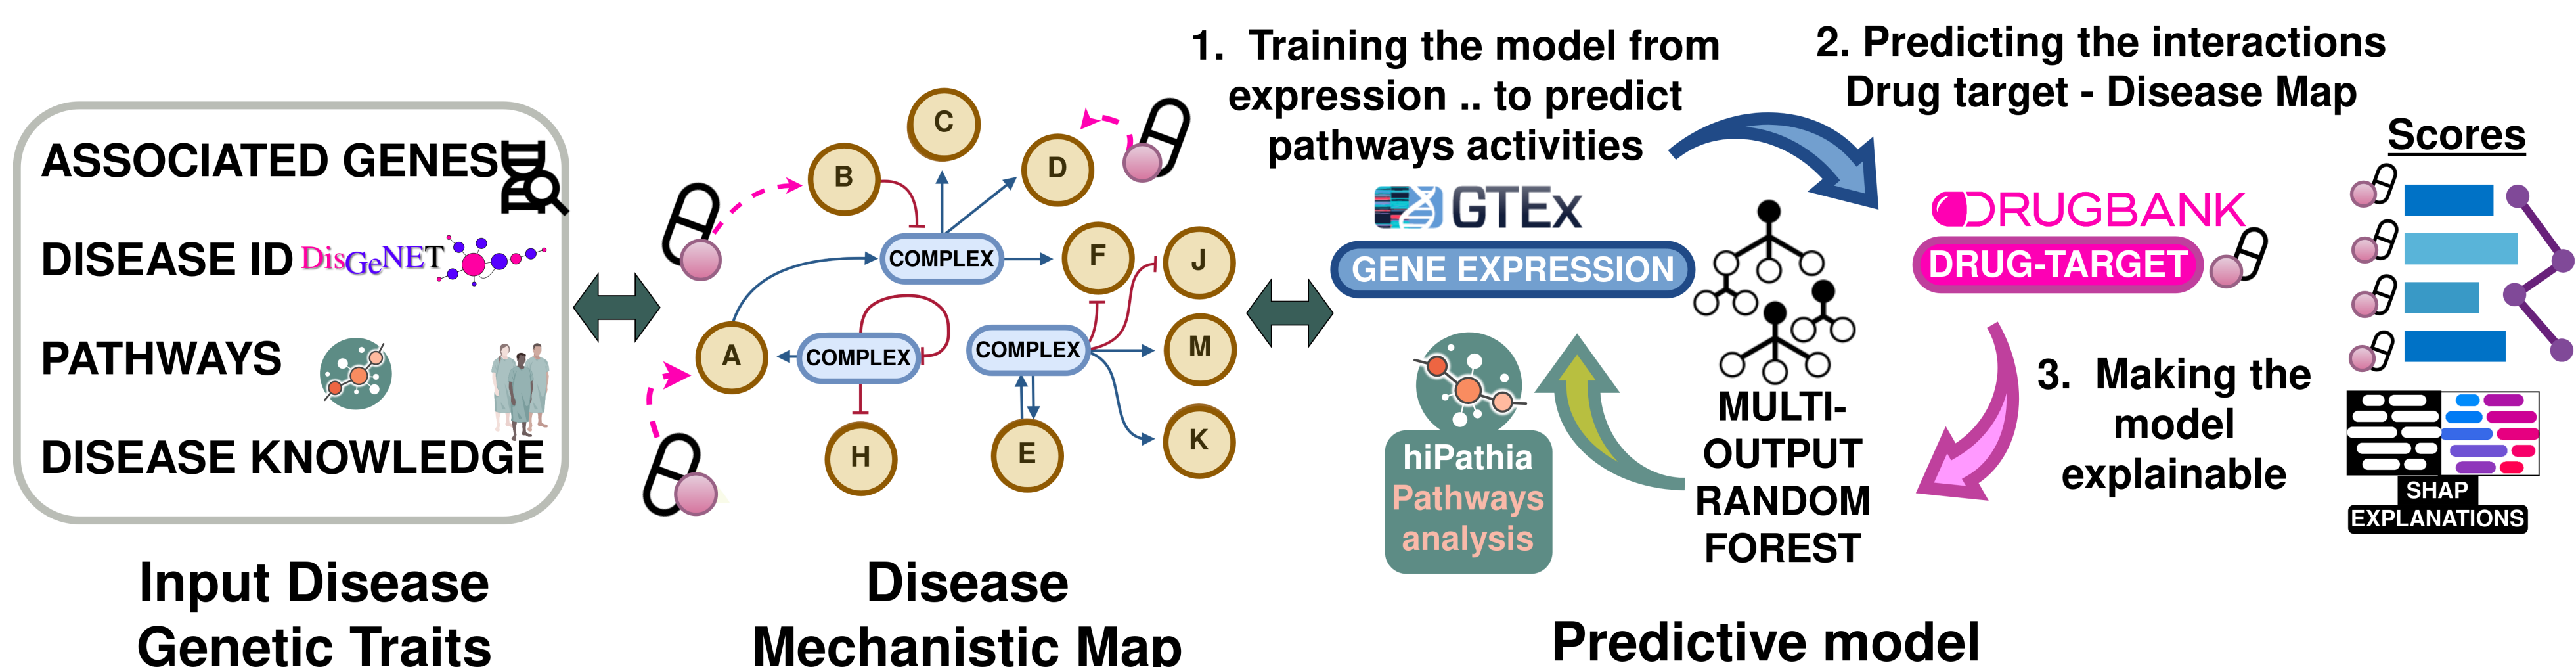 ASSOCIATED GENES
DISEASE ID DisGeNET
PATHWAYS
DISEASE KNOWLEDGE
Input Disease
Genetic Traits
C
B
D
COMPLEX
F
J
A
COMPLEX
COMPLEX
M
H
E
K
Disease
Mechanistic Map
1. Training the model from
expression .. to predict
pathways activities
GTEx
GENE EXPRESSION
hiPathia
Pathways
analysis
MULTI-
OUTPUT
RANDOM
FOREST
2. Predicting the interactions
Drug target - Disease Map
DRUGBANK
DRUG-TARGET
3. Making the
model
explainable
Scores
SHAP
EXPLANATIONS
Predictive model